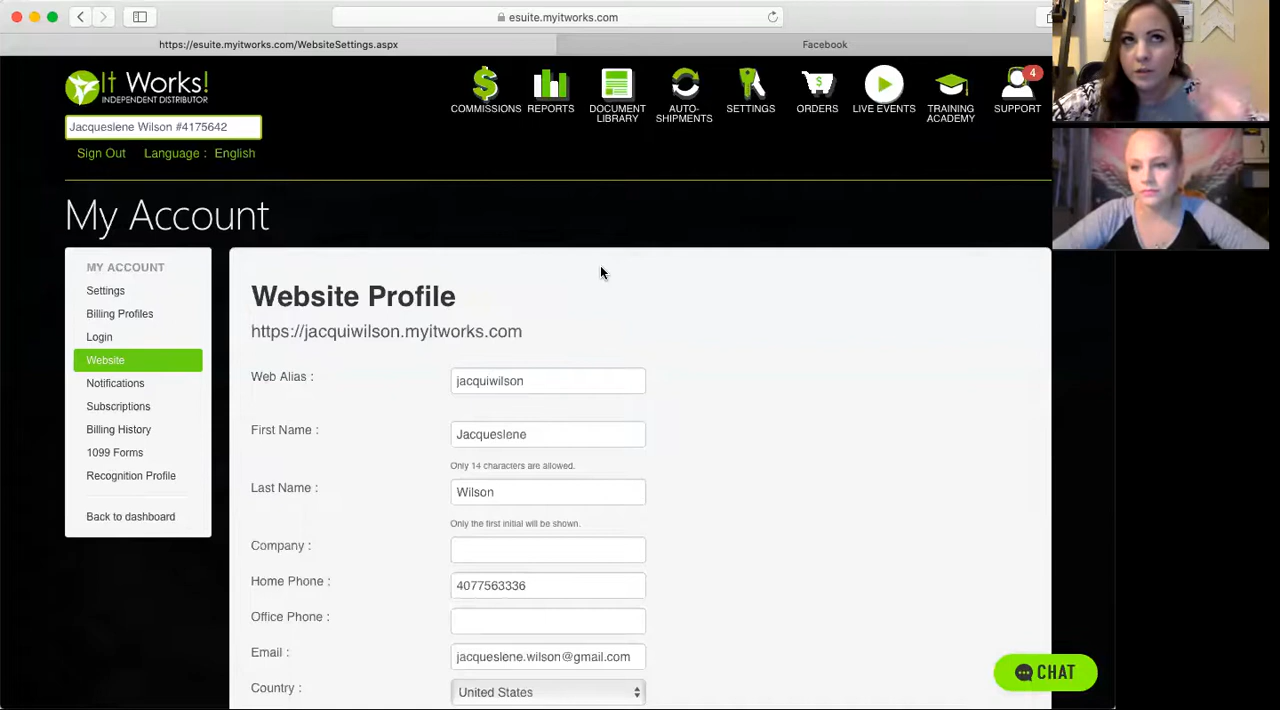 esuite.myitworks.com
https://esuite.myitworks.com/WebsiteSettings.aspx
Facebook
It Works!
INDEPENDENT DISTRIBUTOR
COMMISSIONS
REPORTS
DOCUMENT LIBRARY
AUTO-SHIPMENTS
SETTINGS
ORDERS
LIVE EVENTS
TRAINING ACADEMY
4
SUPPORT
Jacqueslene Wilson #4175642
Sign Out Language : English
My Account
MY ACCOUNT
Settings
Billing Profiles
Login
Website
Notifications
Subscriptions
Billing History
1099 Forms
Recognition Profile
Back to dashboard
Website Profile
https://jacquiwilson.myitworks.com
Web Alias : jacquiwilson
First Name : Jacqueslene
Only 14 characters are allowed.
Last Name : Wilson
Only the first initial will be shown.
Company :
Home Phone : 4077563336
Office Phone :
Email : jacqueslene.wilson@gmail.com
Country : United States
CHAT